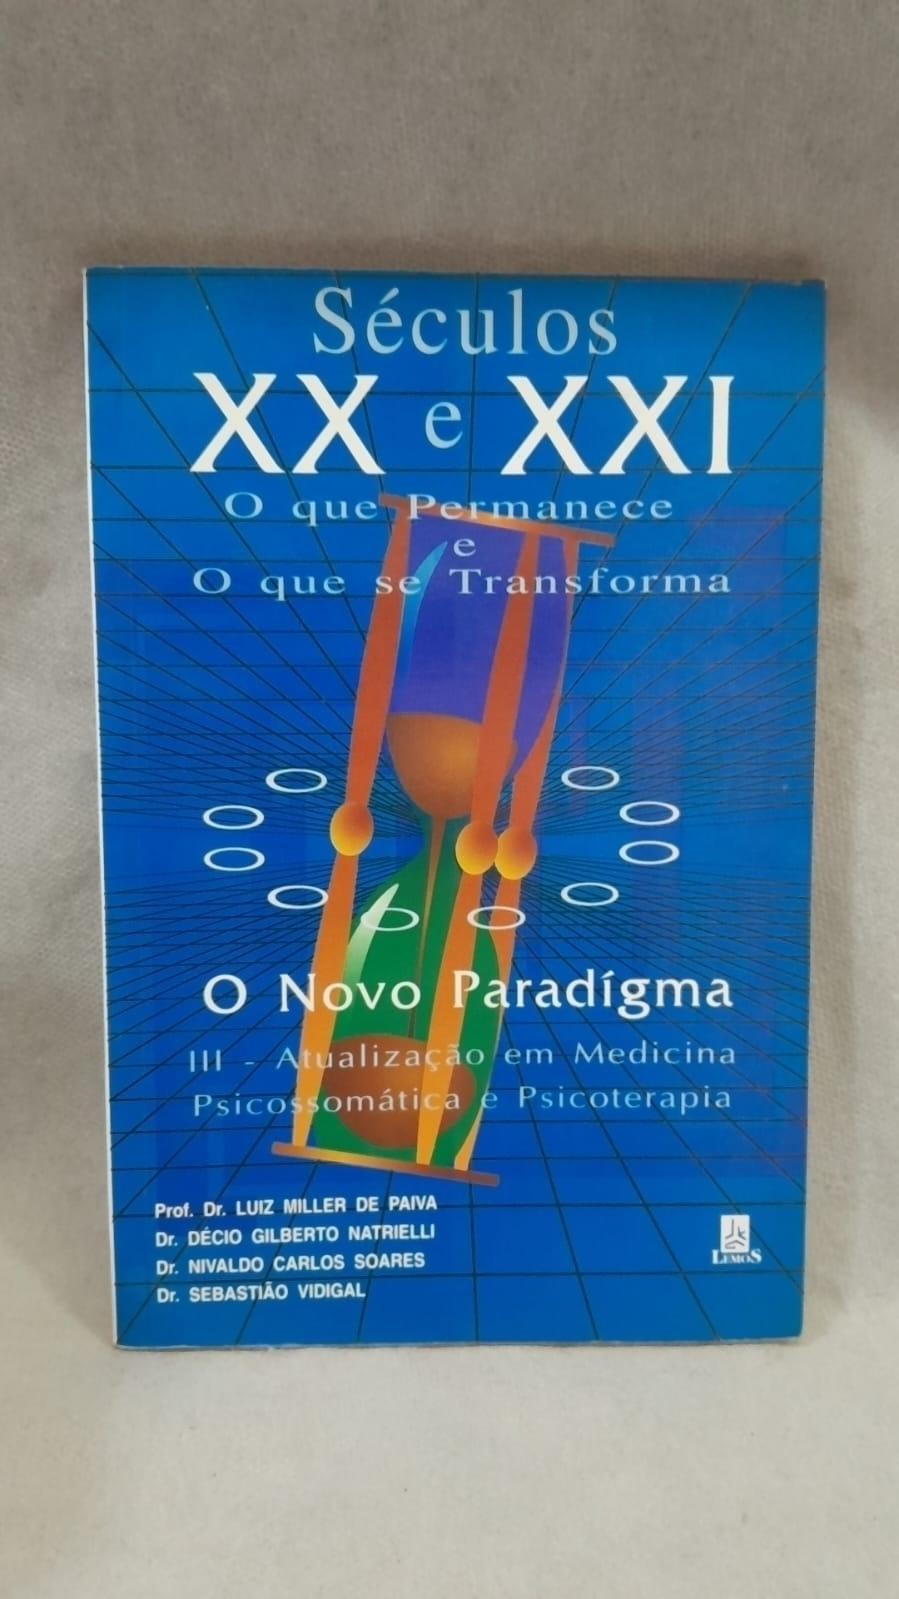 Séculos
XX e XXI
O que Permanece
e
O que se Transforma
O Novo Paradígma
III - Atualização em Medicina
Psicossomática e Psicoterapia
Prof. Dr. LUIZ MILLER DE PAIVA
Dr. DÉCIO GILBERTO NATRIELLI
Dr. NIVALDO CARLOS SOARES
Dr. SEBASTIÃO VIDIGAL
LEMOS